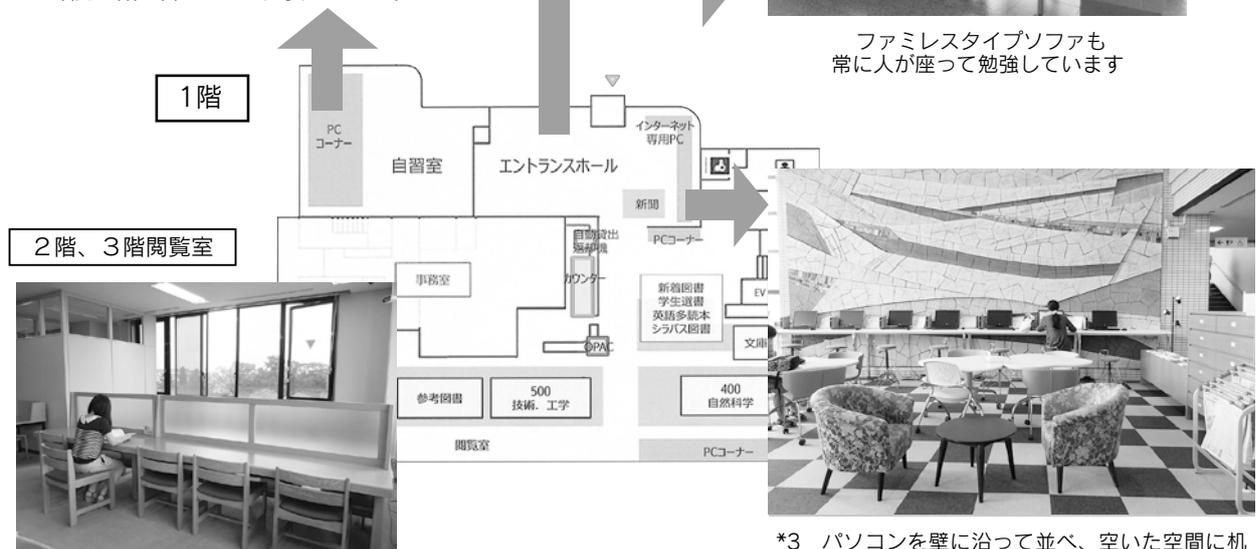 ファミレスタイプソファも
常に人が座って勉強しています
1階
PC
コーナー
自習室
エントランスホール
インターネット
専用PC
新聞
PCコーナー
2階、3階閲覧室
自動貸出
返却機
カウンター
事務室
新着図書
学生選書
英語多読本
シラバス図書
EV
OPAC
文庫
参考図書
500
技術．工学
400
自然科学
閲覧室
PCコーナー
*3　パソコンを壁に沿って並べ、空いた空間に机